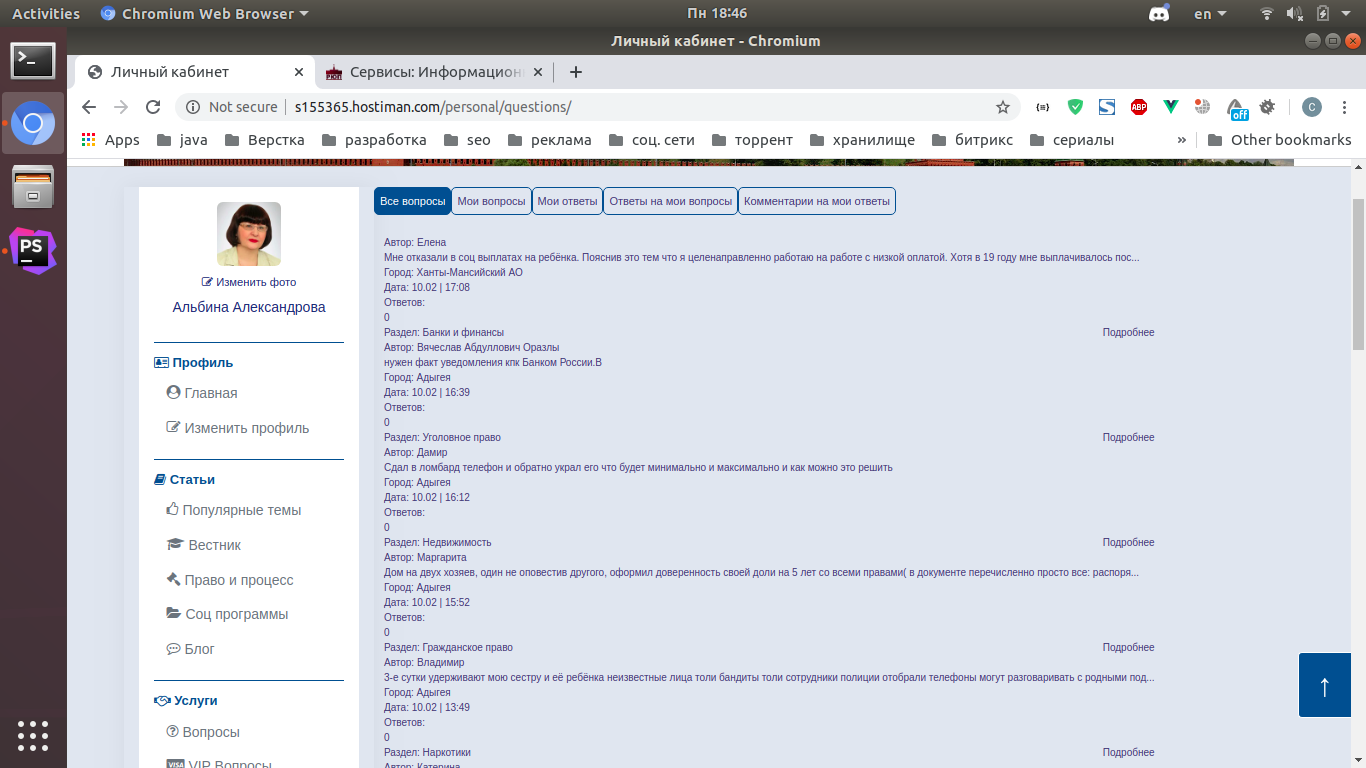 Activities
Chromium Web Browser
Пн 18:46
en
Личный кабинет - Chromium
Личный кабинет
Сервисы: Информацион
Not secure
s155365.hostiman.com/personal/questions/
ABP
off
C
Apps
java
Верстка
разработка
seo
реклама
соц. сети
торрент
хранилище
битрикс
сериалы
»
Other bookmarks
PS
Изменить фото
Альбина Александрова
Профиль
Главная
Изменить профиль
Статьи
Популярные темы
Вестник
Право и процесс
Соц программы
Блог
Услуги
Вопросы
VISA VIP Вопросы
Все вопросы
Мои вопросы
Мои ответы
Ответы на мои вопросы
Комментарии на мои ответы
Автор: Елена
Мне отказали в соц выплатах на ребёнка. Пояснив это тем что я целенаправленно работаю на работе с низкой оплатой. Хотя в 19 году мне выплачивалось пос...
Город: Ханты-Мансийский АО
Дата: 10.02 | 17:08
Ответов:
0
Раздел: Банки и финансы Подробнее
Автор: Вячеслав Абдуллович Оразлы
нужен факт уведомления кпк Банком России.В
Город: Адыгея
Дата: 10.02 | 16:39
Ответов:
0
Раздел: Уголовное право Подробнее
Автор: Дамир
Сдал в ломбард телефон и обратно украл его что будет минимально и максимально и как можно это решить
Город: Адыгея
Дата: 10.02 | 16:12
Ответов:
0
Раздел: Недвижимость Подробнее
Автор: Маргарита
Дом на двух хозяев, один не оповестив другого, оформил доверенность своей доли на 5 лет со всеми правами( в документе перечисленно просто все: распоря...
Город: Адыгея
Дата: 10.02 | 15:52
Ответов:
0
Раздел: Гражданское право Подробнее
Автор: Владимир
3-е сутки удерживают мою сестру и её ребёнка неизвестные лица толи бандиты толи сотрудники полиции отобрали телефоны могут разговаривать с родными под...
Город: Адыгея
Дата: 10.02 | 13:49
Ответов:
0
Раздел: Наркотики Подробнее
Автор: Катерина